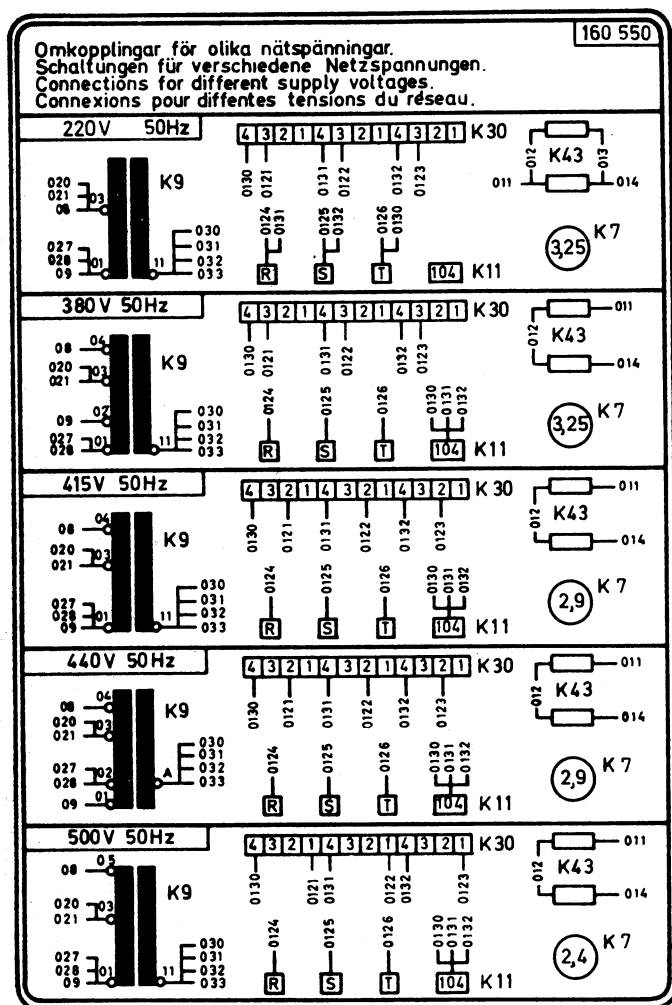 160 550
Omkopplingar för olika nätspänningar.
Schaltungen für verschiedene Netzspannungen.
Connections for different supply voltages.
Connexions pour diffentes tensions du réseau.
220V 50Hz
K9
020
021
08
03
027
028
09
01
11
030
031
032
033
4 3 2 1 4 3 2 1 4 3 2 1 K30
0130 0121 0131 0122 0132 0123
0124 0131 0125 0132 0126 0130
R S T 104 K11
012 K43 013
011 014
3,25 K7
380V 50Hz
K9
08 04
020
021
03
09 02
027
028
01
11
030
031
032
033
4 3 2 1 4 3 2 1 4 3 2 1 K30
0130 0121 0131 0122 0132 0123
0124 0125 0126 0130 0131 0132
R S T 104 K11
011
012 K43
014
3,25 K7
415V 50Hz
K9
08 04
020
021
03
027
028
09
01
11
030
031
032
033
4 3 2 1 4 3 2 1 4 3 2 1 K30
0130 0121 0131 0122 0132 0123
0124 0125 0126 0130 0131 0132
R S T 104 K11
011
012 K43
014
2,9 K7
440V 50Hz
K9
08 04
020
021
03
027
028
02
09 01
A
030
031
032
033
4 3 2 1 4 3 2 1 4 3 2 1 K30
0130 0121 0131 0122 0132 0123
0124 0125 0126 0130 0131 0132
R S T 104 K11
011
012 K43
014
2,9 K7
500V 50Hz
K9
08 05
020
021
03
027
028
09
01
11
030
031
032
033
4 3 2 1 4 3 2 1 4 3 2 1 K30
0130 0121 0131 0122 0132 0123
0124 0125 0126 0130 0131 0132
R S T 104 K11
011
012 K43
014
2,4 K7